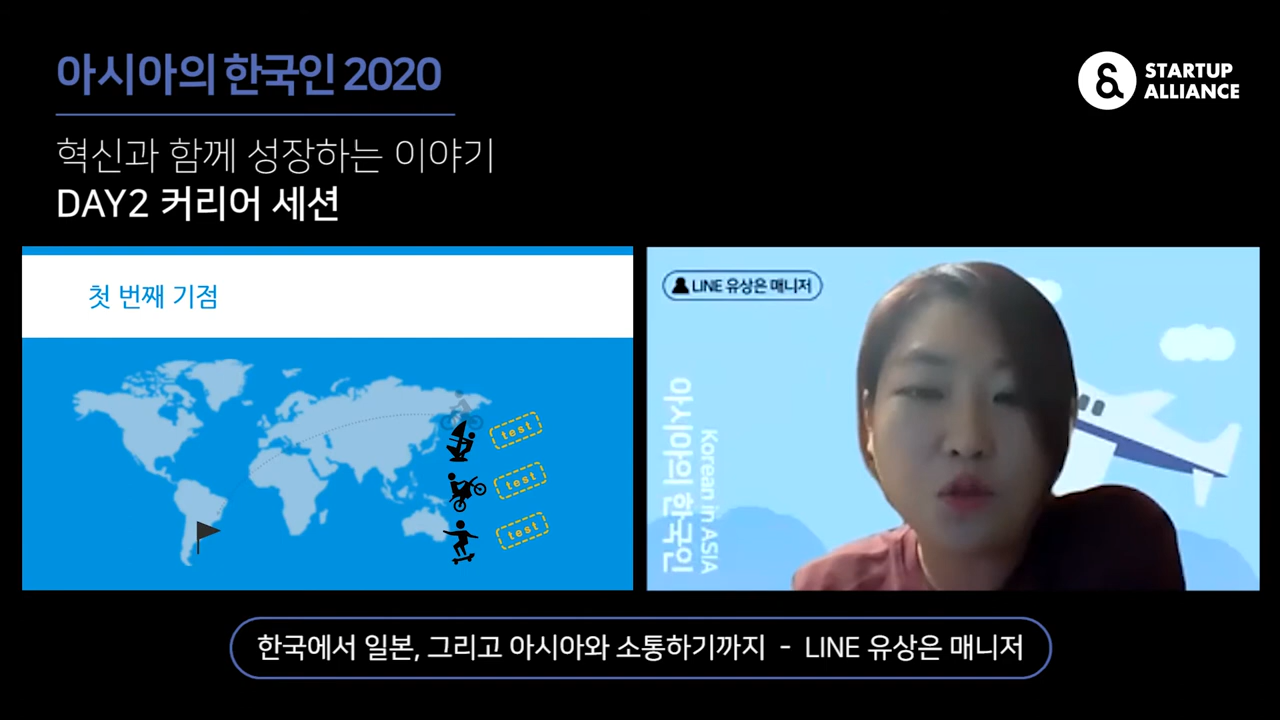 아시아의 한국인 2020
STARTUP
ALLIANCE
혁신과 함께 성장하는 이야기
DAY2 커리어 세션
첫 번째 기점
test
test
test
LINE 유상은 매니저
아시아의 한국인
Korean in ASIA
한국에서 일본, 그리고 아시아와 소통하기까지 - LINE 유상은 매니저